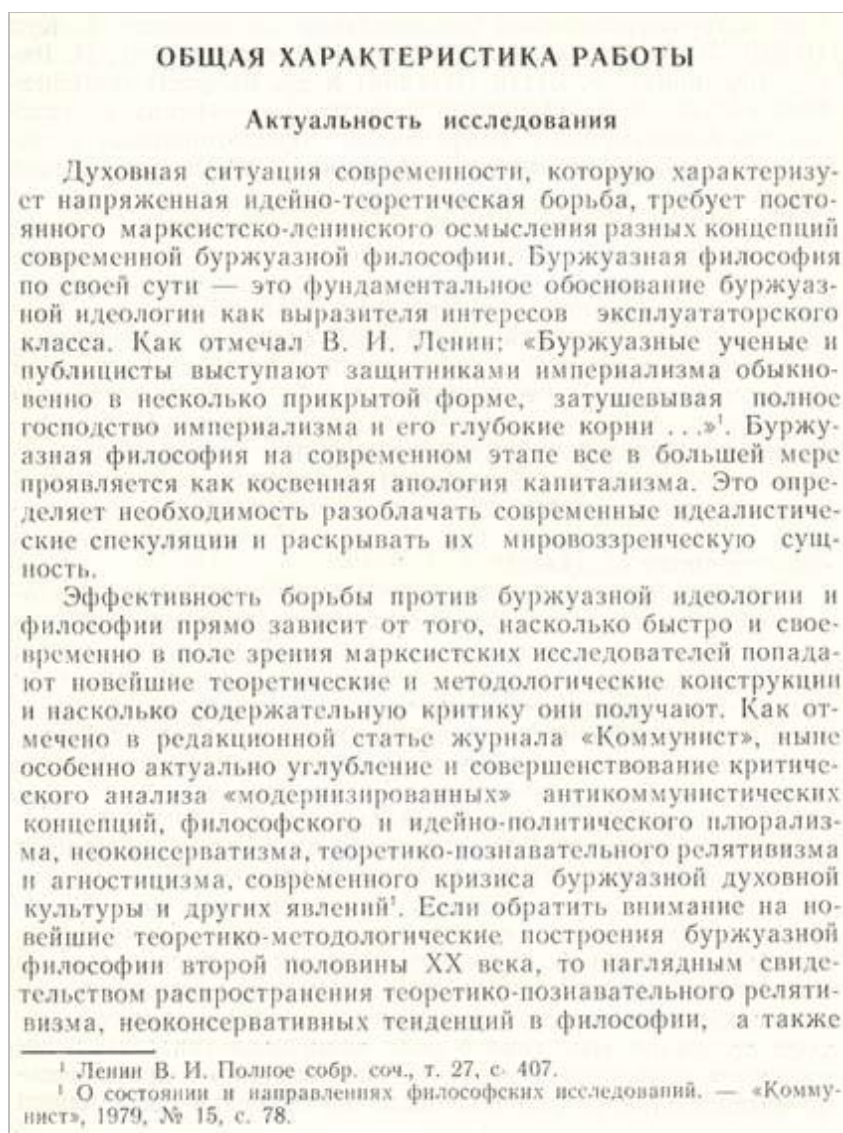 ОБЩАЯ ХАРАКТЕРИСТИКА РАБОТЫ
Актуальность исследования
Духовная ситуация современности, которую характеризу-
ет напряженная идейно-теоретическая борьба, требует посто-
янного марксистско-ленинского осмысления разных концепций
современной буржуазной философии. Буржуазная философия
по своей сути — это фундаментальное обоснование буржуаз-
ной идеологии как выразителя интересов эксплуататорского
класса. Как отмечал В. И. Ленин: «Буржуазные ученые и
публицисты выступают защитниками империализма обыкно-
венно в несколько прикрытой форме, затушевывая полное
господство империализма и его глубокие корни ...»¹. Буржу-
азная философия на современном этапе все в большей мере
проявляется как косвенная апология капитализма. Это опре-
деляет необходимость разоблачать современные идеалистиче-
ские спекуляции и раскрывать их мировоззренческую сущ-
ность.
Эффективность борьбы против буржуазной идеологии и
философии прямо зависит от того, насколько быстро и свое-
временно в поле зрения марксистских исследователей попада-
ют новейшие теоретические и методологические конструкции
и насколько содержательную критику они получают. Как от-
мечено в редакционной статье журнала «Коммунист», ныне
особенно актуально углубление и совершенствование критиче-
ского анализа «модернизированных» антикоммунистических
концепций, философского и идейно-политического плюрализ-
ма, неоконсерватизма, теоретико-познавательного релятивизма
и агностицизма, современного кризиса буржуазной духовной
культуры и других явлений¹. Если обратить внимание на но-
вейшие теоретико-методологические построения буржуазной
философии второй половины XX века, то наглядным свиде-
тельством распространения теоретико-познавательного реляти-
визма, неоконсервативных тенденций в философии, а также
¹ Ленин В. И. Полное собр. соч., т. 27, с. 407.
¹ О состоянии и направлениях философских исследований. — «Комму-
нист», 1979, № 15, с. 78.